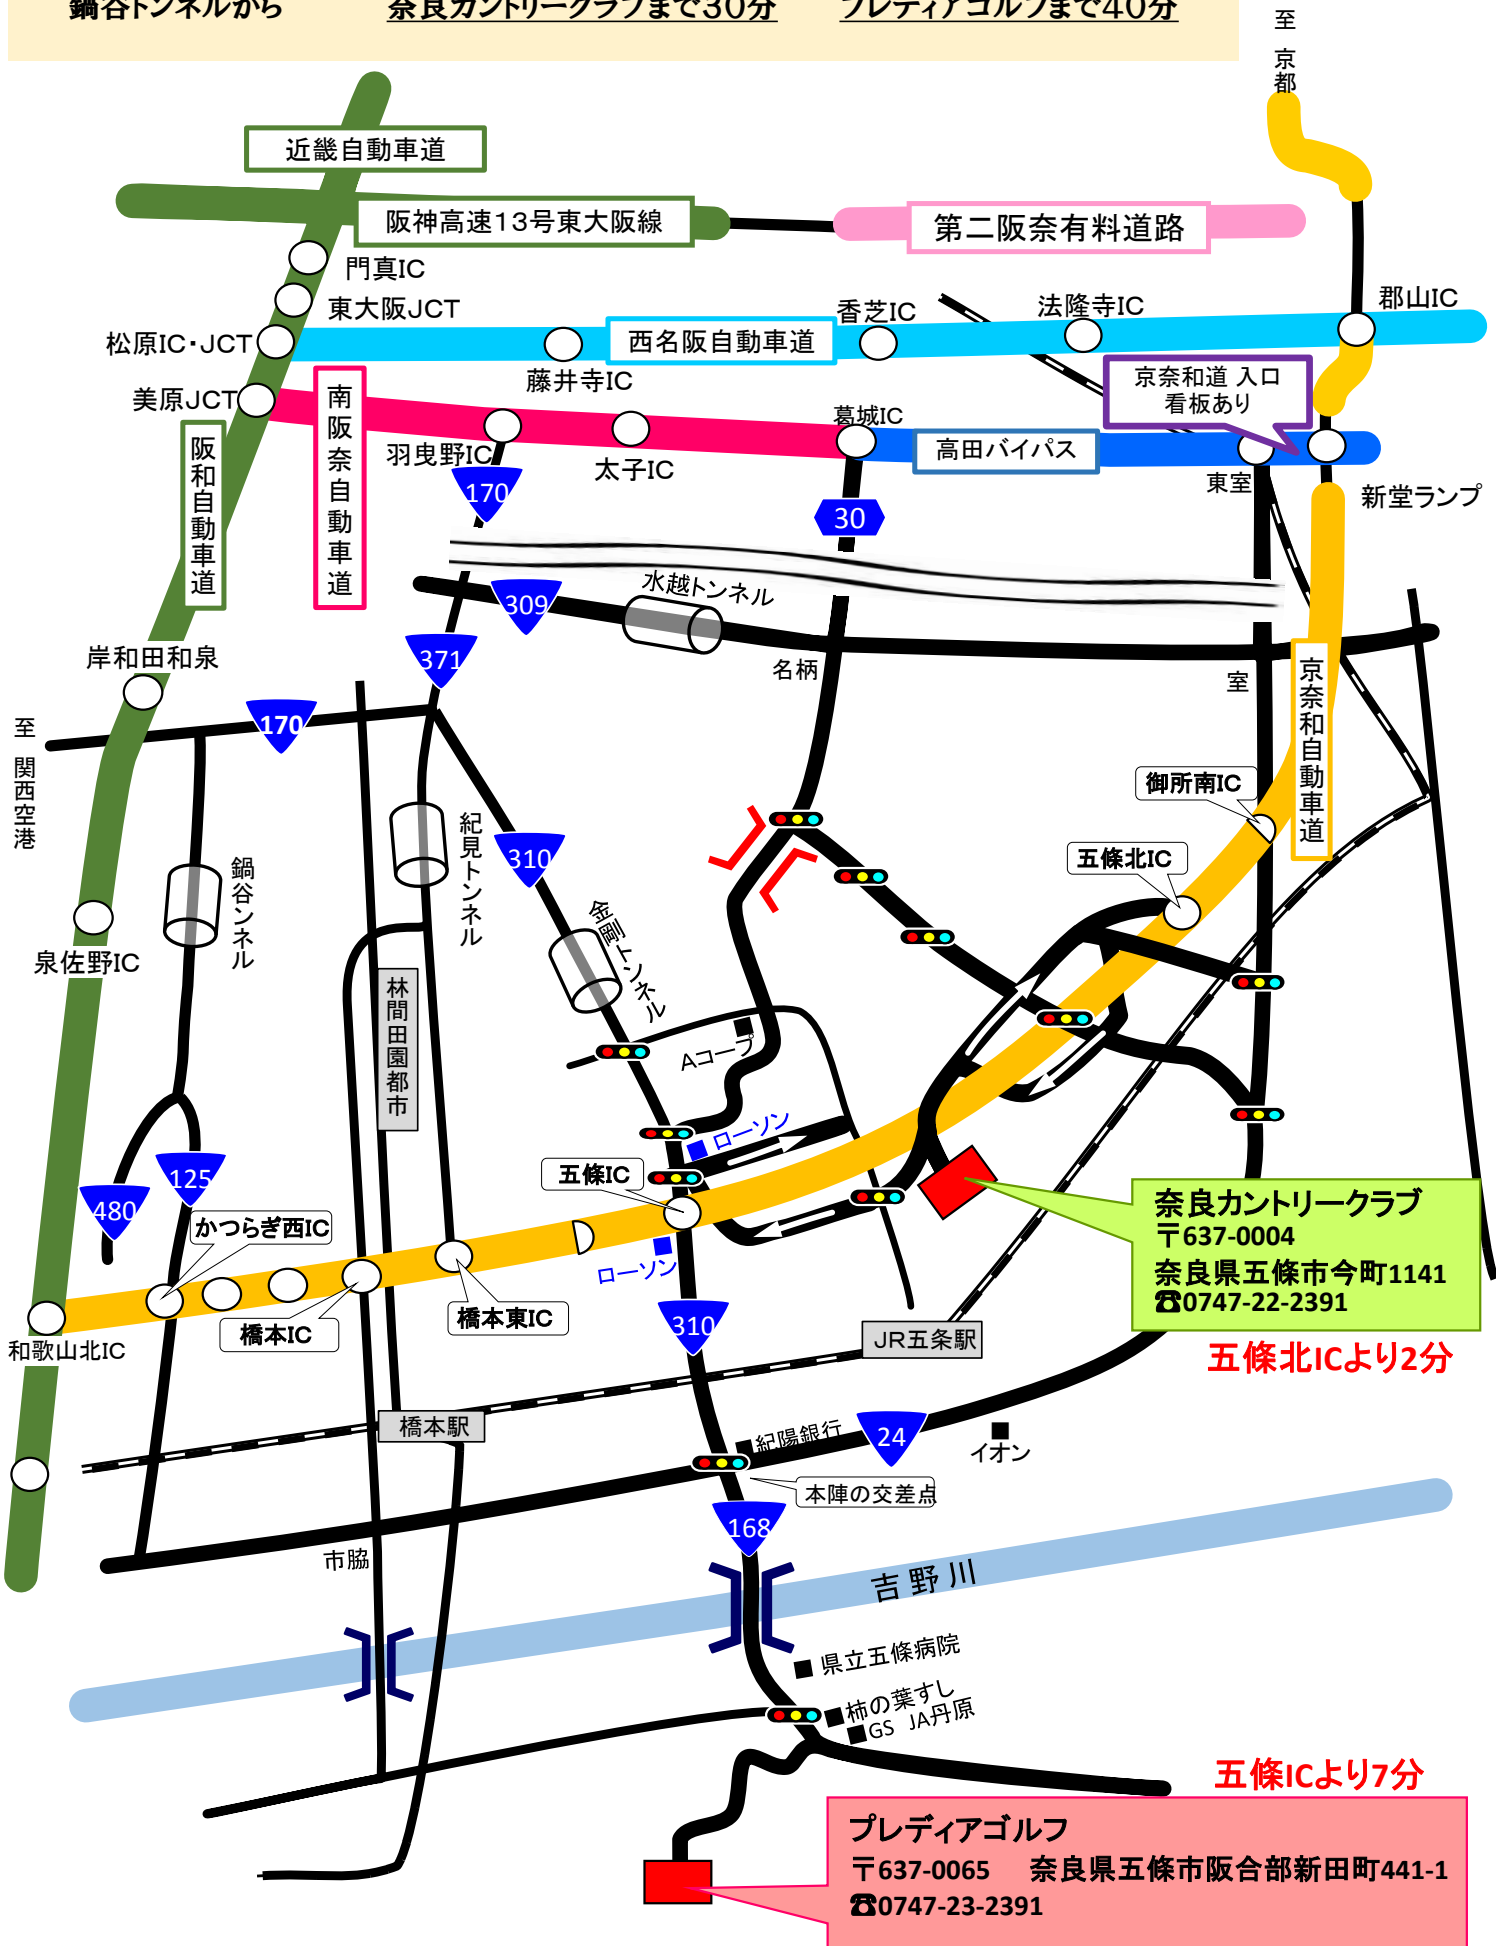 鍋谷トンネルから 奈良カントリークラブまで30分 プレディアゴルフまで40分
至 京都
近畿自動車道
阪神高速13号東大阪線
第二阪奈有料道路
門真IC
東大阪JCT
松原IC・JCT
西名阪自動車道
香芝IC
法隆寺IC
郡山IC
藤井寺IC
京奈和道 入口
看板あり
美原JCT
南阪奈自動車道
羽曳野IC
太子IC
葛城IC
高田バイパス
東室
新堂ランプ
阪和自動車道
170
30
309
水越トンネル
371
名柄
室
京奈和自動車道
岸和田和泉
170
至 関西空港
御所南IC
五條北IC
紀見トンネル
310
鍋谷ンネル
金剛トンネル
泉佐野IC
林間田園都市
Aコープ
ローソン
五條IC
125
480
かつらぎ西IC
ローソン
橋本IC
橋本東IC
和歌山北IC
310
JR五条駅
奈良カントリークラブ
〒637-0004
奈良県五條市今町1141
☎0747-22-2391
五條北ICより2分
橋本駅
紀陽銀行
24
イオン
本陣の交差点
168
市脇
吉野川
県立五條病院
柿の葉すし
GS JA丹原
五條ICより7分
プレディアゴルフ
〒637-0065 奈良県五條市阪合部新田町441-1
☎0747-23-2391